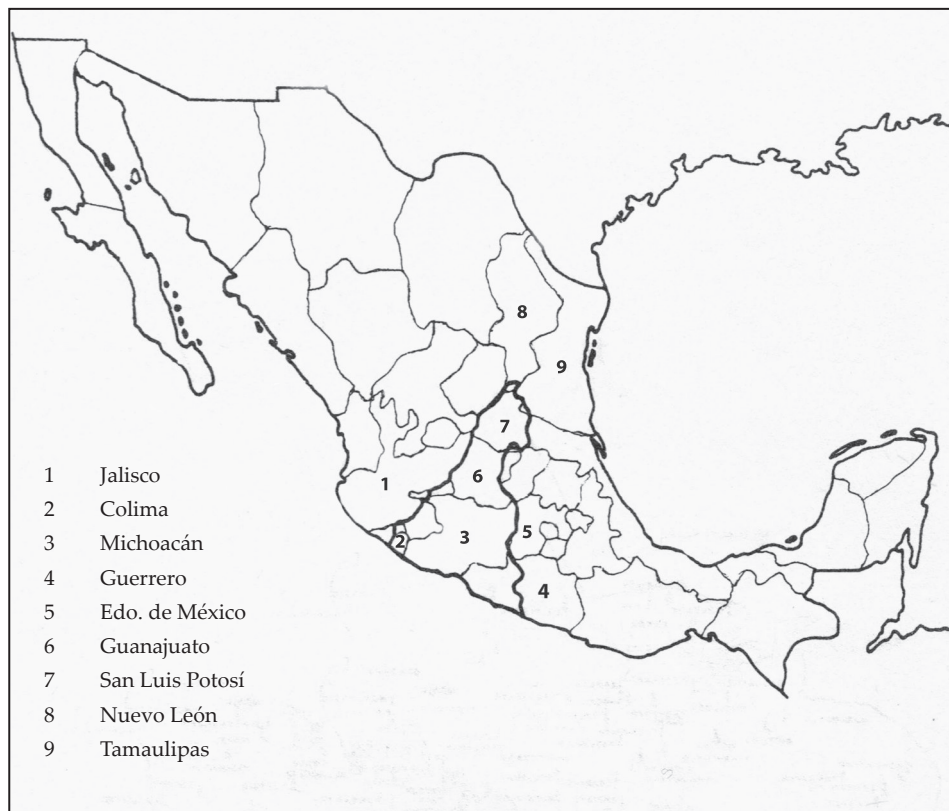 8
9
7
6
1
5
2
3
4
1 Jalisco
2 Colima
3 Michoacán
4 Guerrero
5 Edo. de México
6 Guanajuato
7 San Luis Potosí
8 Nuevo León
9 Tamaulipas